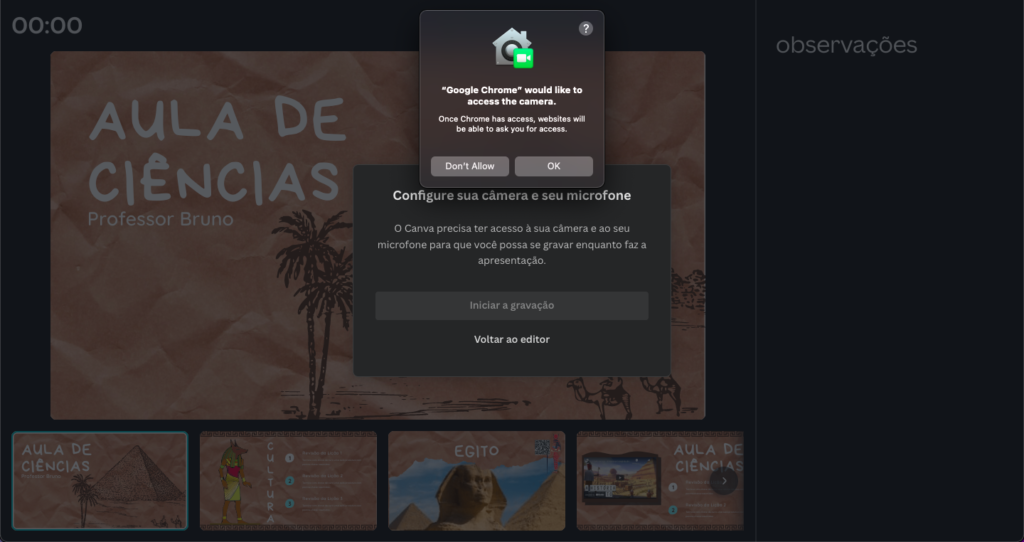 00:00
observações
?
“Google Chrome” would like to
access the camera.
Once Chrome has access, websites will
be able to ask you for access.
Don't Allow
OK
AULA DE
CIÊNCIAS
Professor Bruno
Configure sua câmera e seu microfone
O Canva precisa ter acesso à sua câmera e ao seu
microfone para que você possa se gravar enquanto faz a
apresentação.
Iniciar a gravação
Voltar ao editor
AULA DE
CIÊNCIAS
Professor Bruno
CULTURA
1
2
3
EGITO
AULA DE
CIÊNCIAS